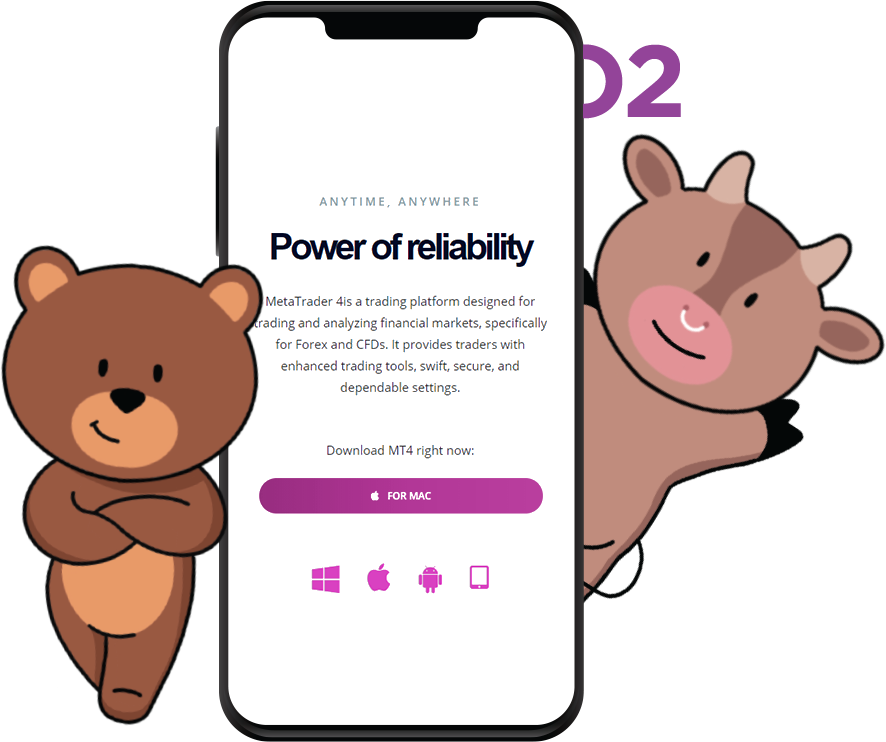 02
ANYTIME, ANYWHERE
Power of reliability
MetaTrader 4is a trading platform designed for
trading and analyzing financial markets, specifically
for Forex and CFDs. It provides traders with
enhanced trading tools, swift, secure, and
dependable settings.
Download MT4 right now:
FOR MAC